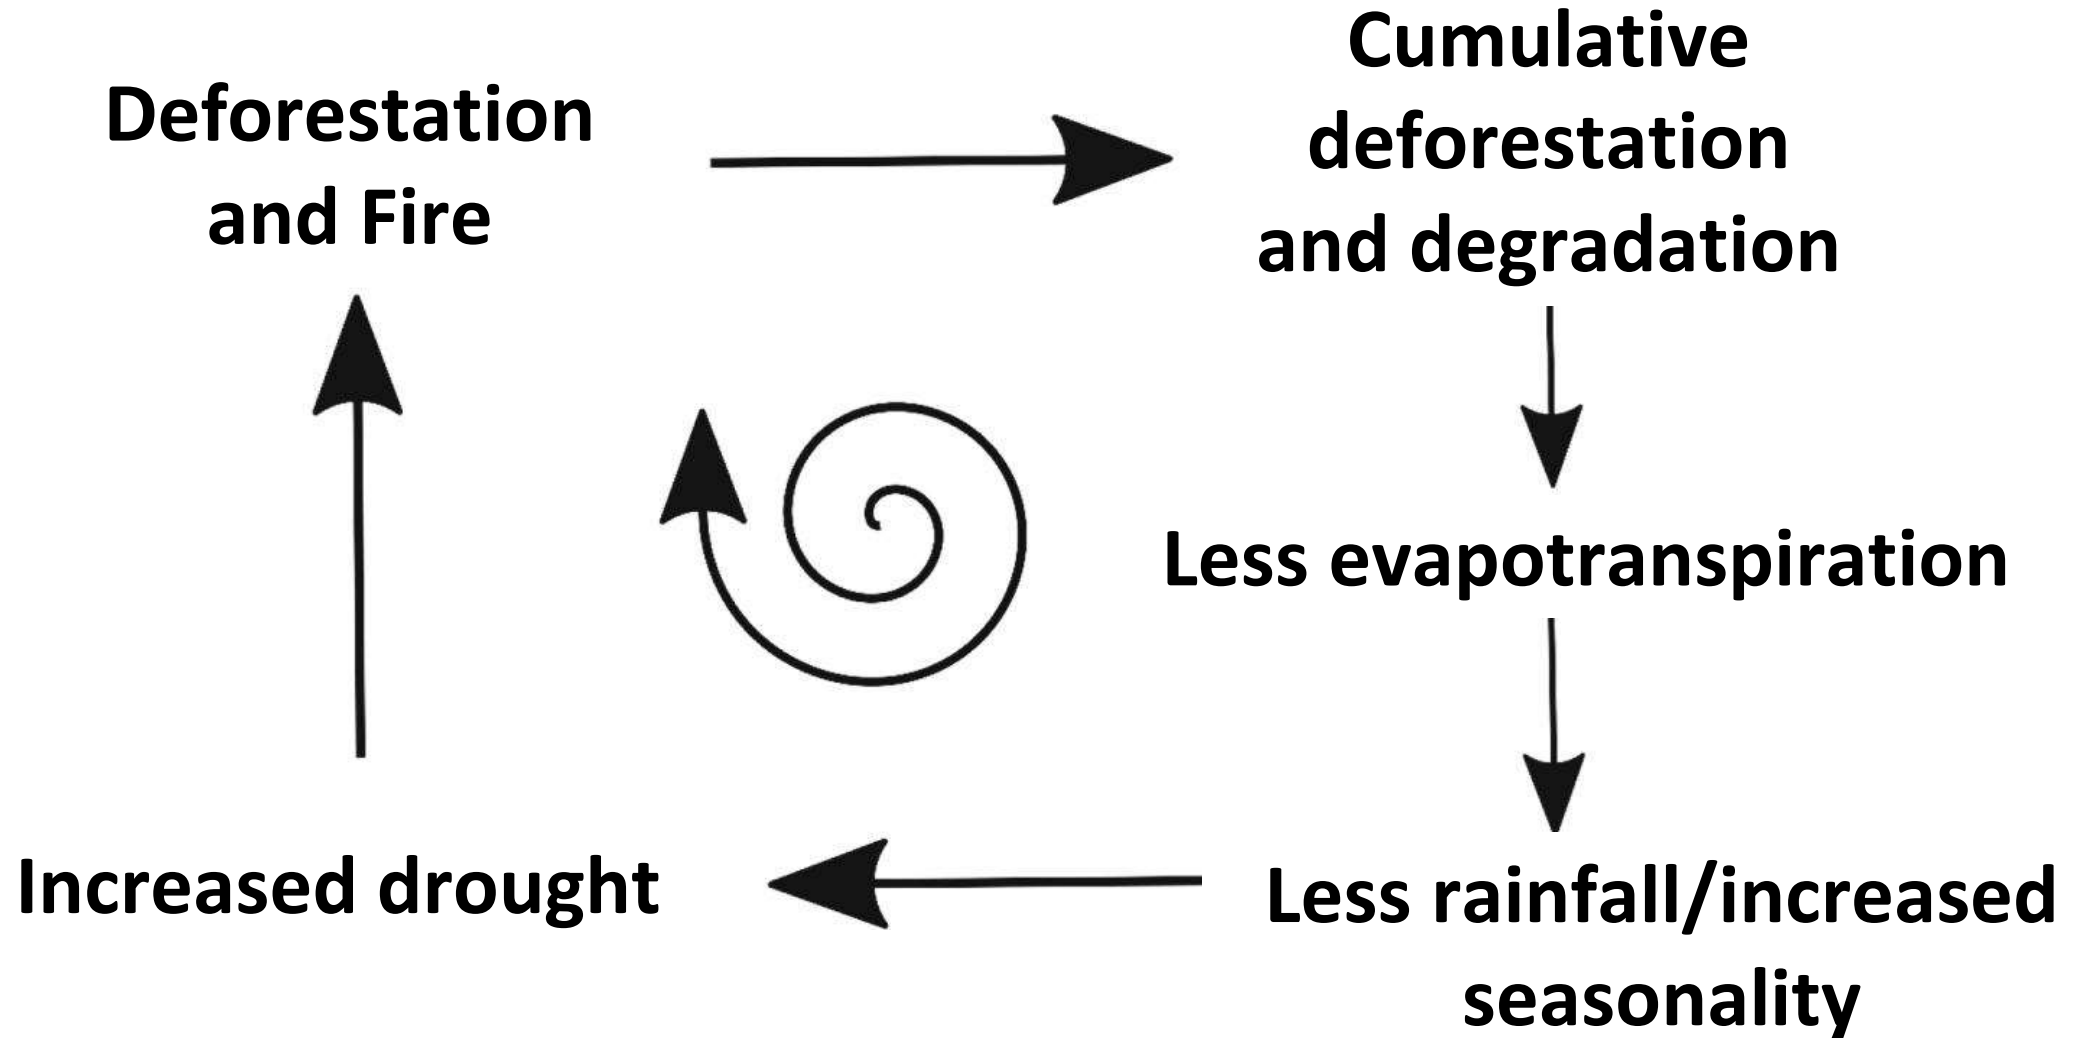 Deforestation
and Fire
Cumulative
deforestation
and degradation
Less evapotranspiration
Less rainfall/increased
seasonality
Increased drought